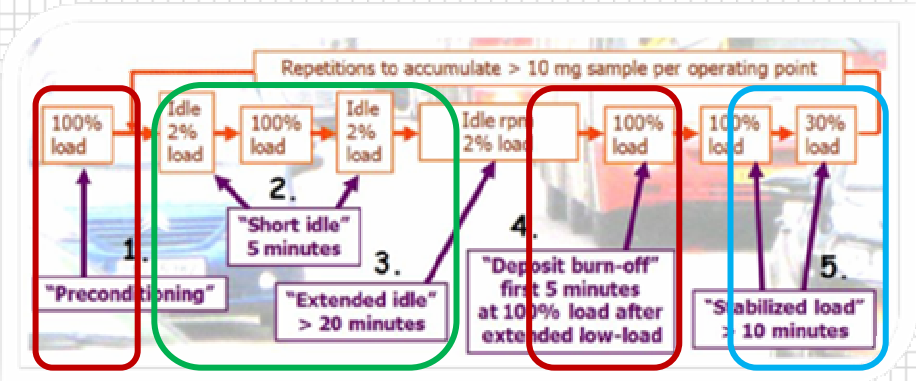 Repetitions to accumulate > 10 mg sample per operating point
100%
load
Idle
2%
load
100%
load
Idle
2%
load
Idle rpm
2% load
100%
load
100%
load
30%
load
1.
"Preconditioning"
2.
"Short idle"
5 minutes
3.
"Extended idle"
> 20 minutes
4.
"Deposit burn-off"
first 5 minutes
at 100% load after
extended low-load
5.
"Stabilized load"
> 10 minutes